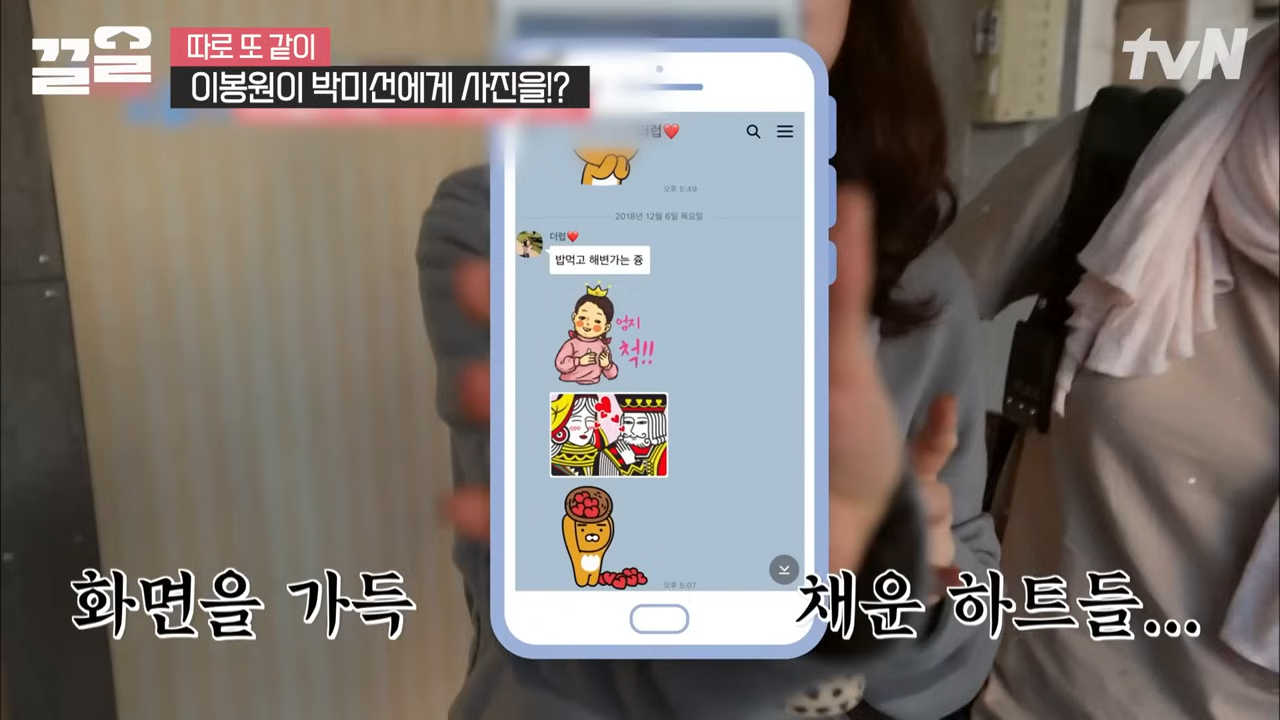 끌올
따로 또 같이
이봉원이 박미선에게 사진을!?
tvN
럽❤️
오후 5:49
2018년 12월 6일 목요일
더럽❤️
밥먹고 해변가는 중
엄지
척!!
오후 5:07
화면을 가득 채운 하트들...